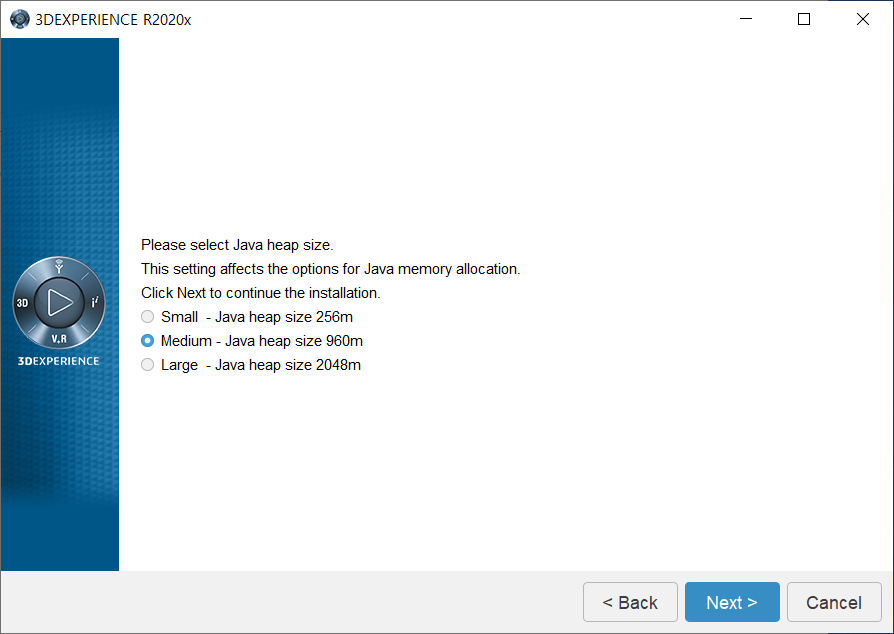 3DEXPERIENCE R2020x
Please select Java heap size.
This setting affects the options for Java memory allocation.
Click Next to continue the installation.
Small - Java heap size 256m
Medium - Java heap size 960m
Large - Java heap size 2048m
3D
i²
V,R
3DEXPERIENCE
< Back
Next >
Cancel